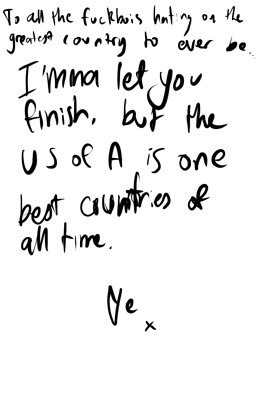 To all the fuckbois hating on the
greatest country to ever be..
I'mna let you
finish, but the
US of A is one
best countries of
all time.
Ye
x